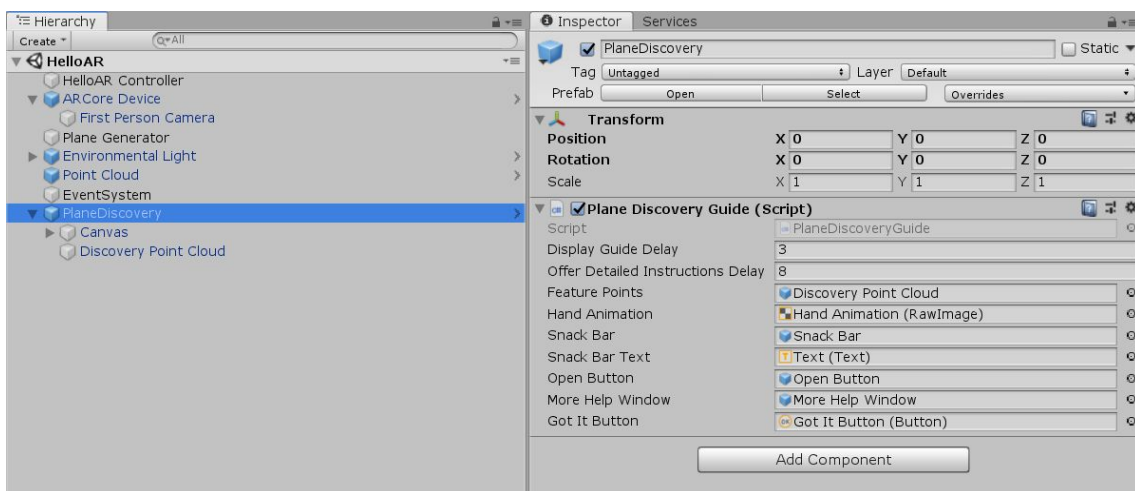 Hierarchy
Create
All
HelloAR
HelloAR Controller
ARCore Device
First Person Camera
Plane Generator
Environmental Light
Point Cloud
EventSystem
PlaneDiscovery
Canvas
Discovery Point Cloud
Inspector Services
PlaneDiscovery Static
Tag Untagged Layer Default
Prefab Open Select Overrides
Transform
Position X 0 Y 0 Z 0
Rotation X 0 Y 0 Z 0
Scale X 1 Y 1 Z 1
Plane Discovery Guide (Script)
Script PlaneDiscoveryGuide
Display Guide Delay 3
Offer Detailed Instructions Delay 8
Feature Points Discovery Point Cloud
Hand Animation Hand Animation (RawImage)
Snack Bar Snack Bar
Snack Bar Text Text (Text)
Open Button Open Button
More Help Window More Help Window
Got It Button Got It Button (Button)
Add Component